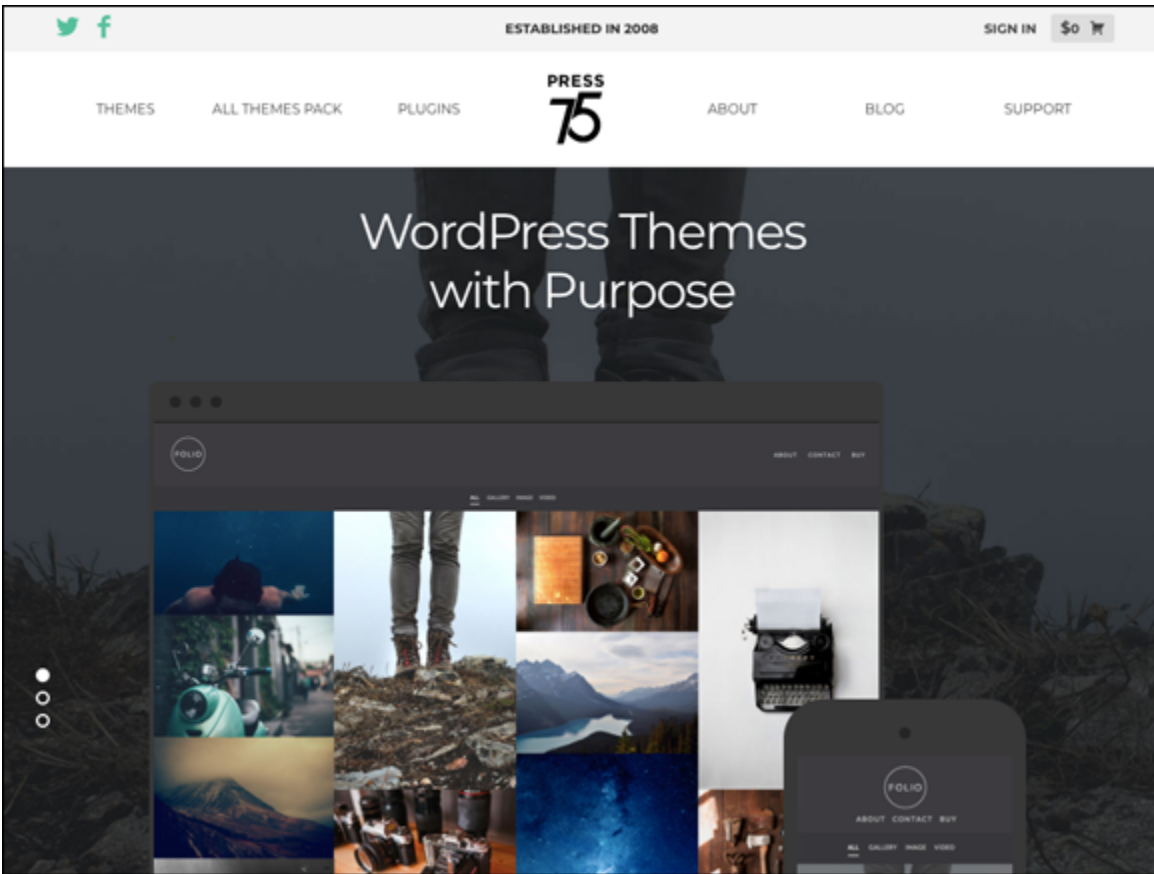 ESTABLISHED IN 2008
SIGN IN
$0
THEMES
ALL THEMES PACK
PLUGINS
PRESS
75
ABOUT
BLOG
SUPPORT
WordPress Themes
with Purpose
FOLIO
ABOUT CONTACT BUY
ALL GALLERY IMAGE VIDEO
FOLIO
ABOUT CONTACT BUY
ALL GALLERY IMAGE VIDEO